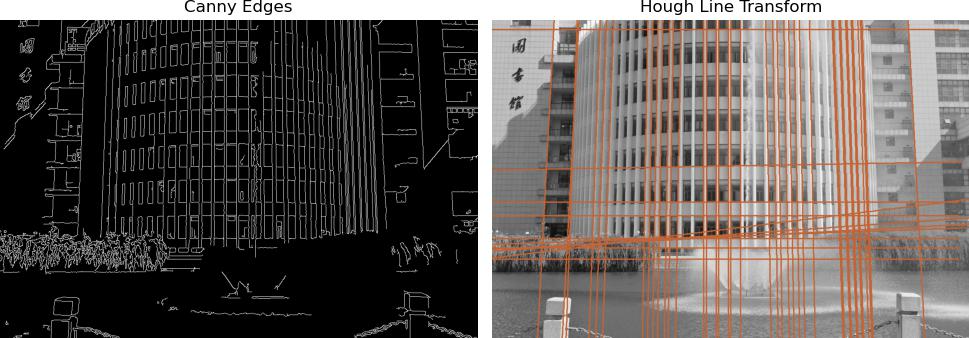 Canny Edges
Hough Line Transform
图
书
馆